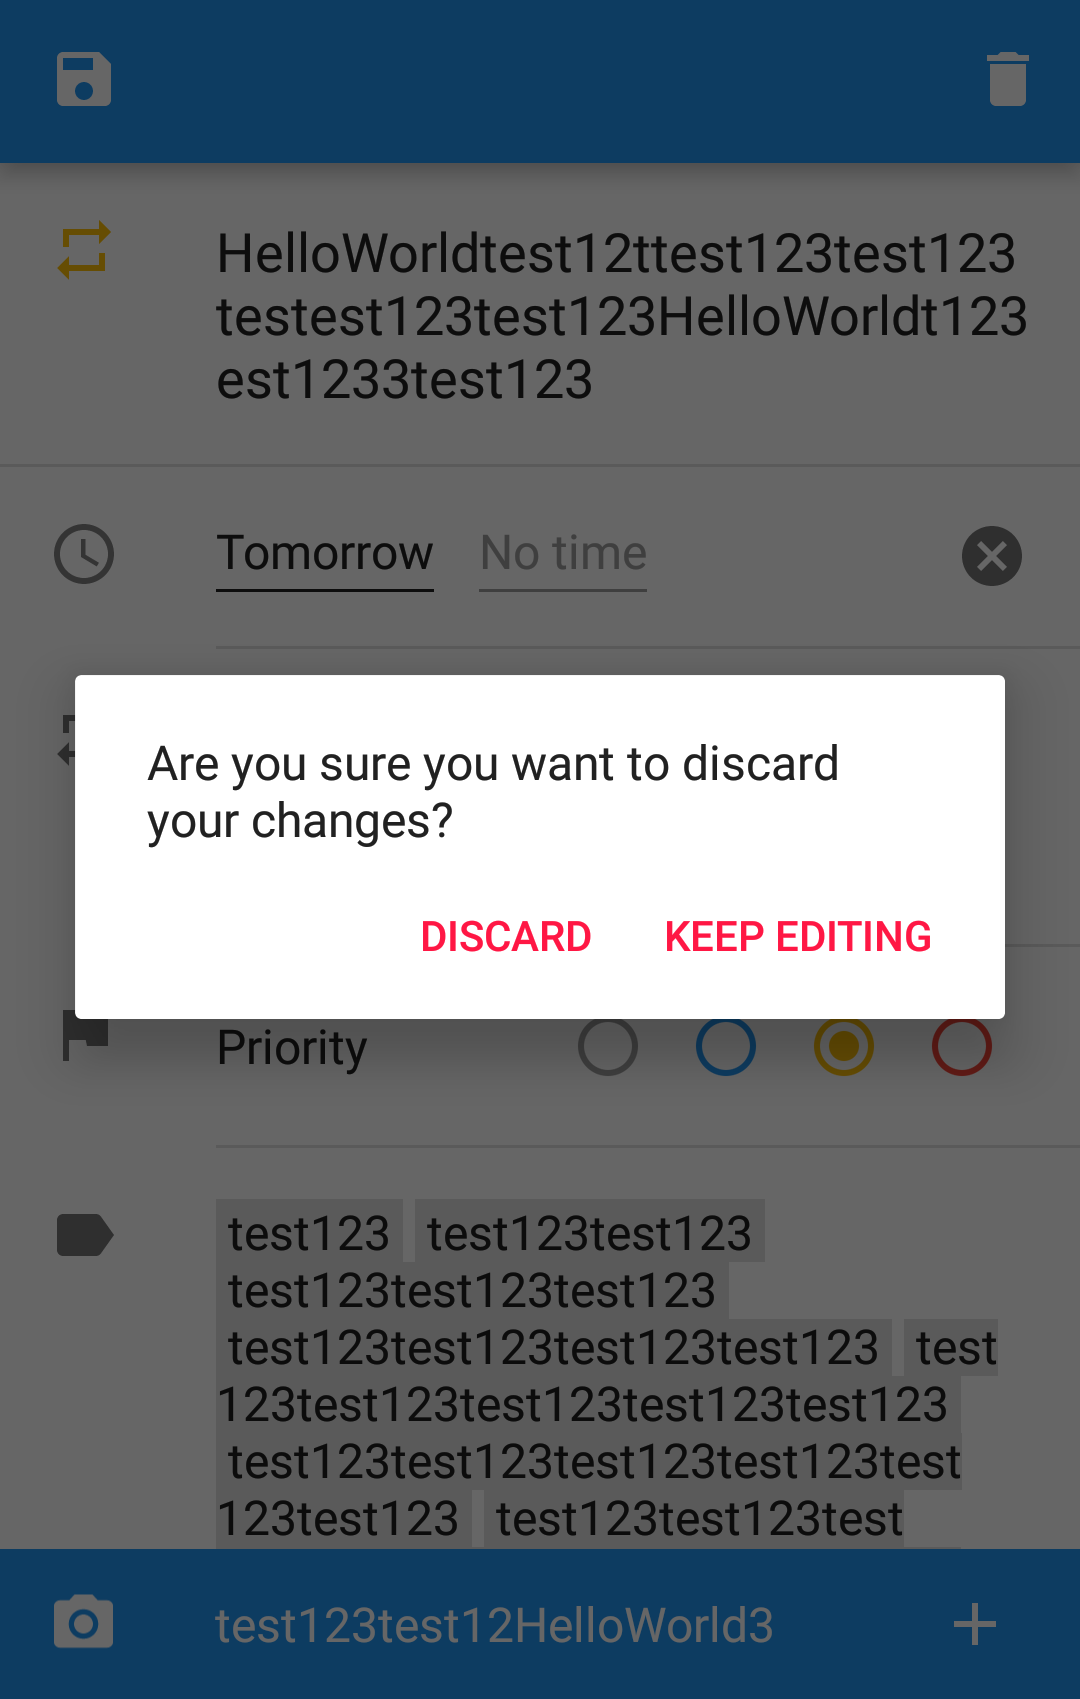 HelloWorldtest12ttest123test123
testest123test123HelloWorldt123
est1233test123
Tomorrow No time
Are you sure you want to discard
your changes?
DISCARD KEEP EDITING
Priority
test123 test123test123
test123test123test123
test123test123test123test123 test
123test123test123test123test123
test123test123test123test123test
123test123 test123test123test
test123test12HelloWorld3